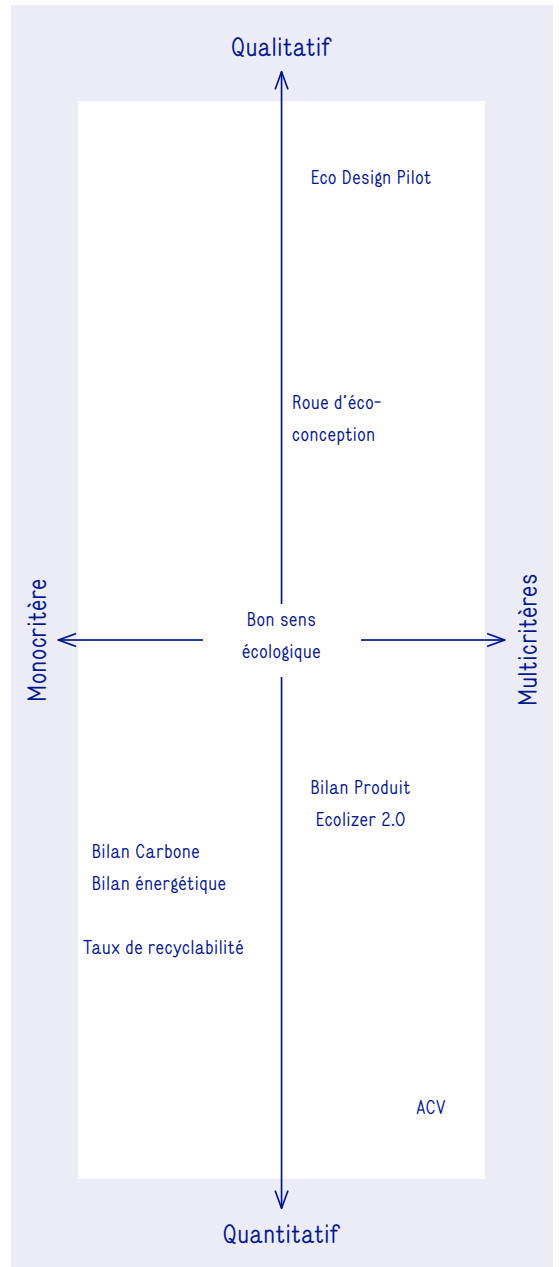 Qualitatif
Eco Design Pilot
Roue d'éco-
conception
Monocritère
Bon sens
écologique
Multicritères
Bilan Produit
Ecolizer 2.0
Bilan Carbone
Bilan énergétique
Taux de recyclabilité
ACV
Quantitatif